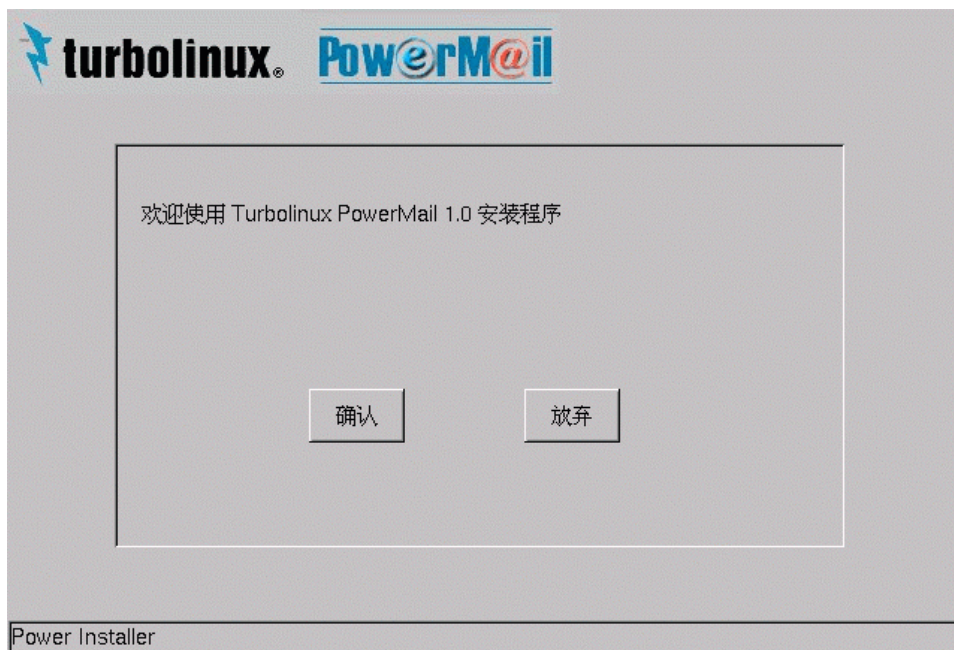 turbolinux® PowerM@il
欢迎使用 Turbolinux PowerMail 1.0 安装程序
确认 放弃
Power Installer